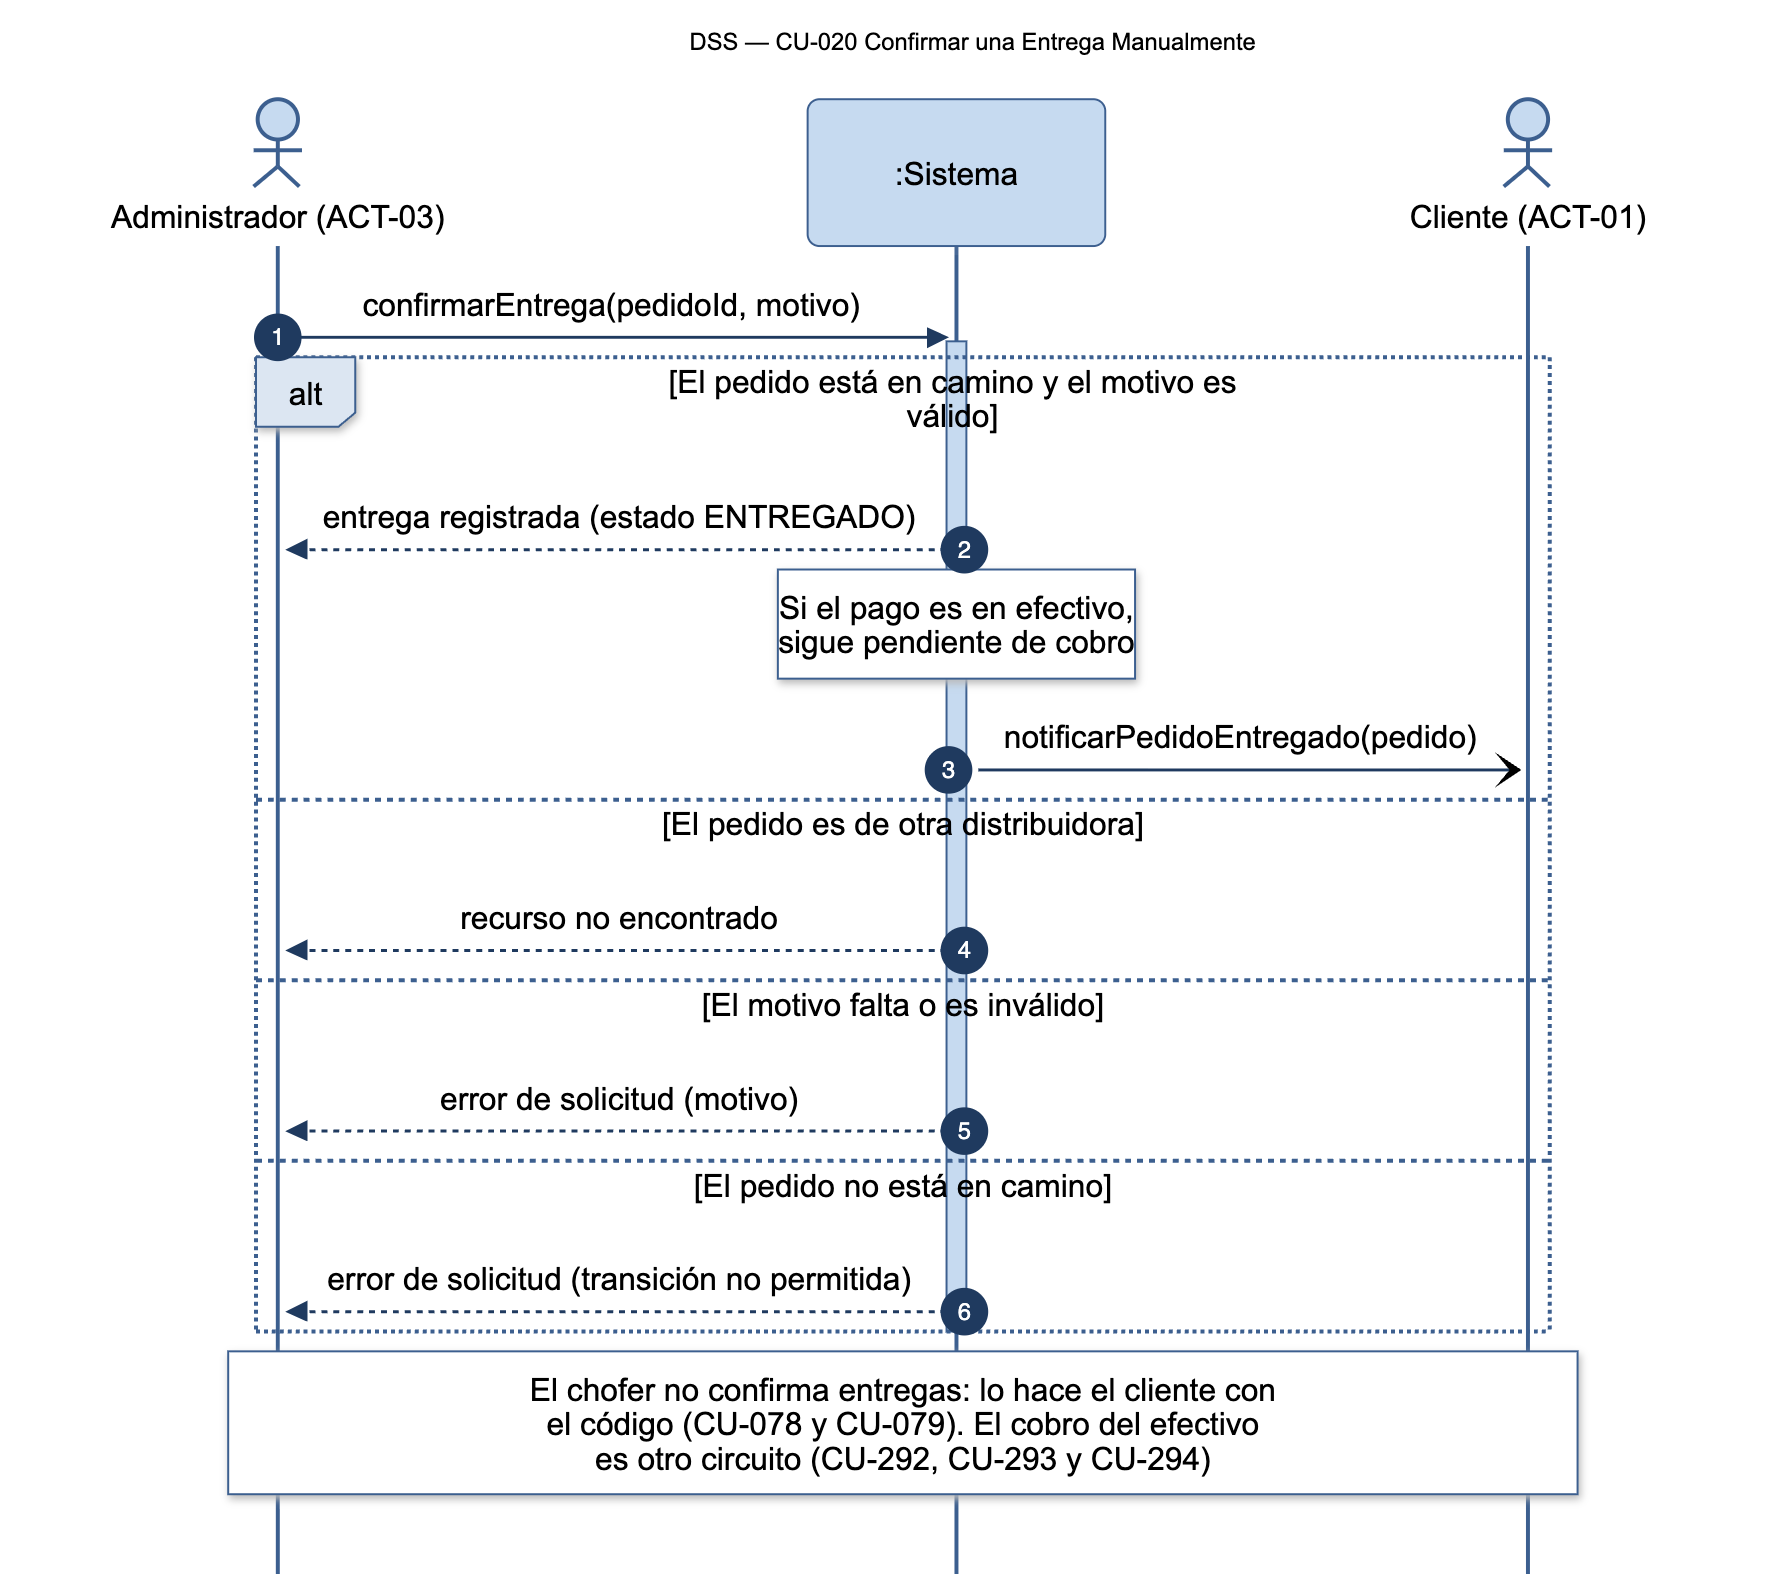 DSS — CU-020 Confirmar una Entrega Manualmente
Administrador (ACT-03)
:Sistema
Cliente (ACT-01)
confirmarEntrega(pedidoId, motivo)
1
alt
[El pedido está en camino y el motivo es
válido]
entrega registrada (estado ENTREGADO)
2
Si el pago es en efectivo,
sigue pendiente de cobro
notificarPedidoEntregado(pedido)
3
[El pedido es de otra distribuidora]
recurso no encontrado
4
[El motivo falta o es inválido]
error de solicitud (motivo)
5
[El pedido no está en camino]
error de solicitud (transición no permitida)
6
El chofer no confirma entregas: lo hace el cliente con
el código (CU-078 y CU-079). El cobro del efectivo
es otro circuito (CU-292, CU-293 y CU-294)